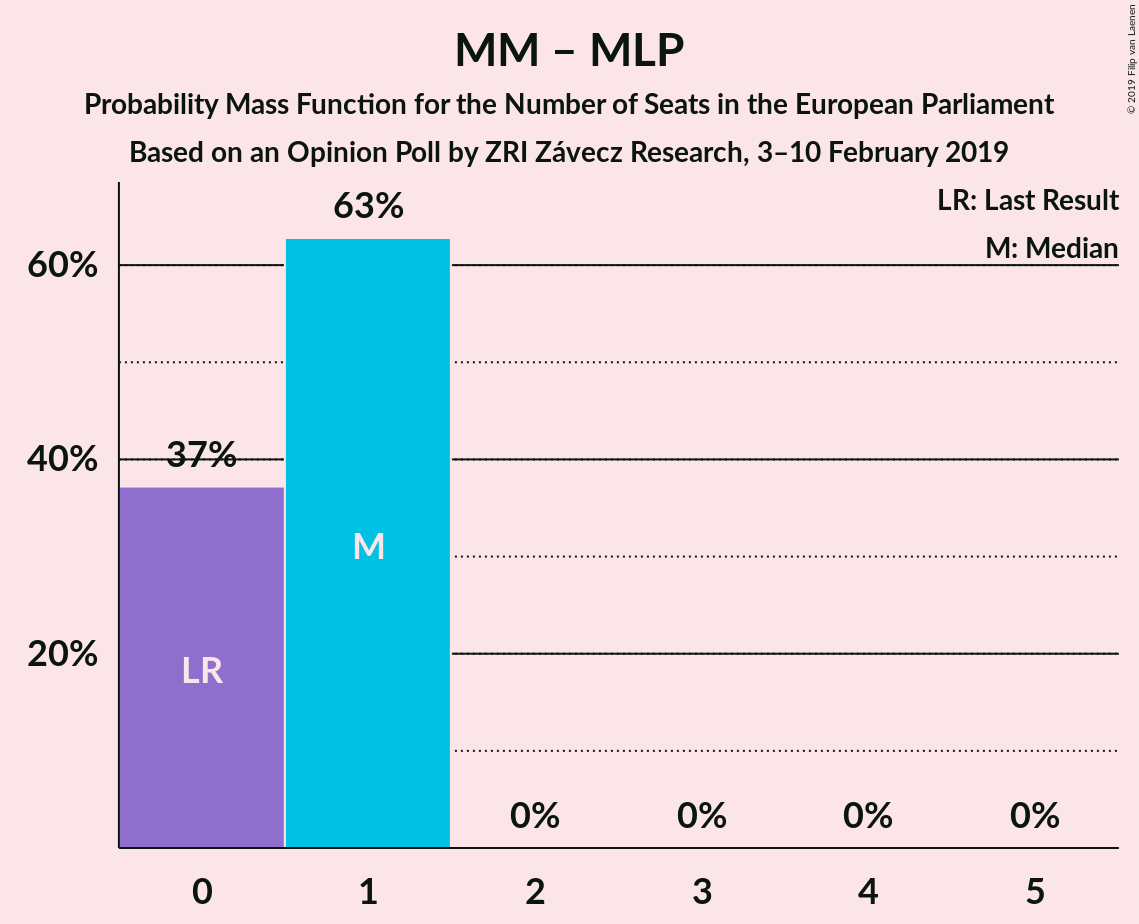 MM – MLP
Probability Mass Function for the Number of Seats in the European Parliament
Based on an Opinion Poll by ZRI Závecz Research, 3–10 February 2019
© 2019 Filip van Laenen
LR: Last Result
M: Median
63%
60%
40%
37%
M
20%
LR
0% 0% 0% 0%
0 1 2 3 4 5